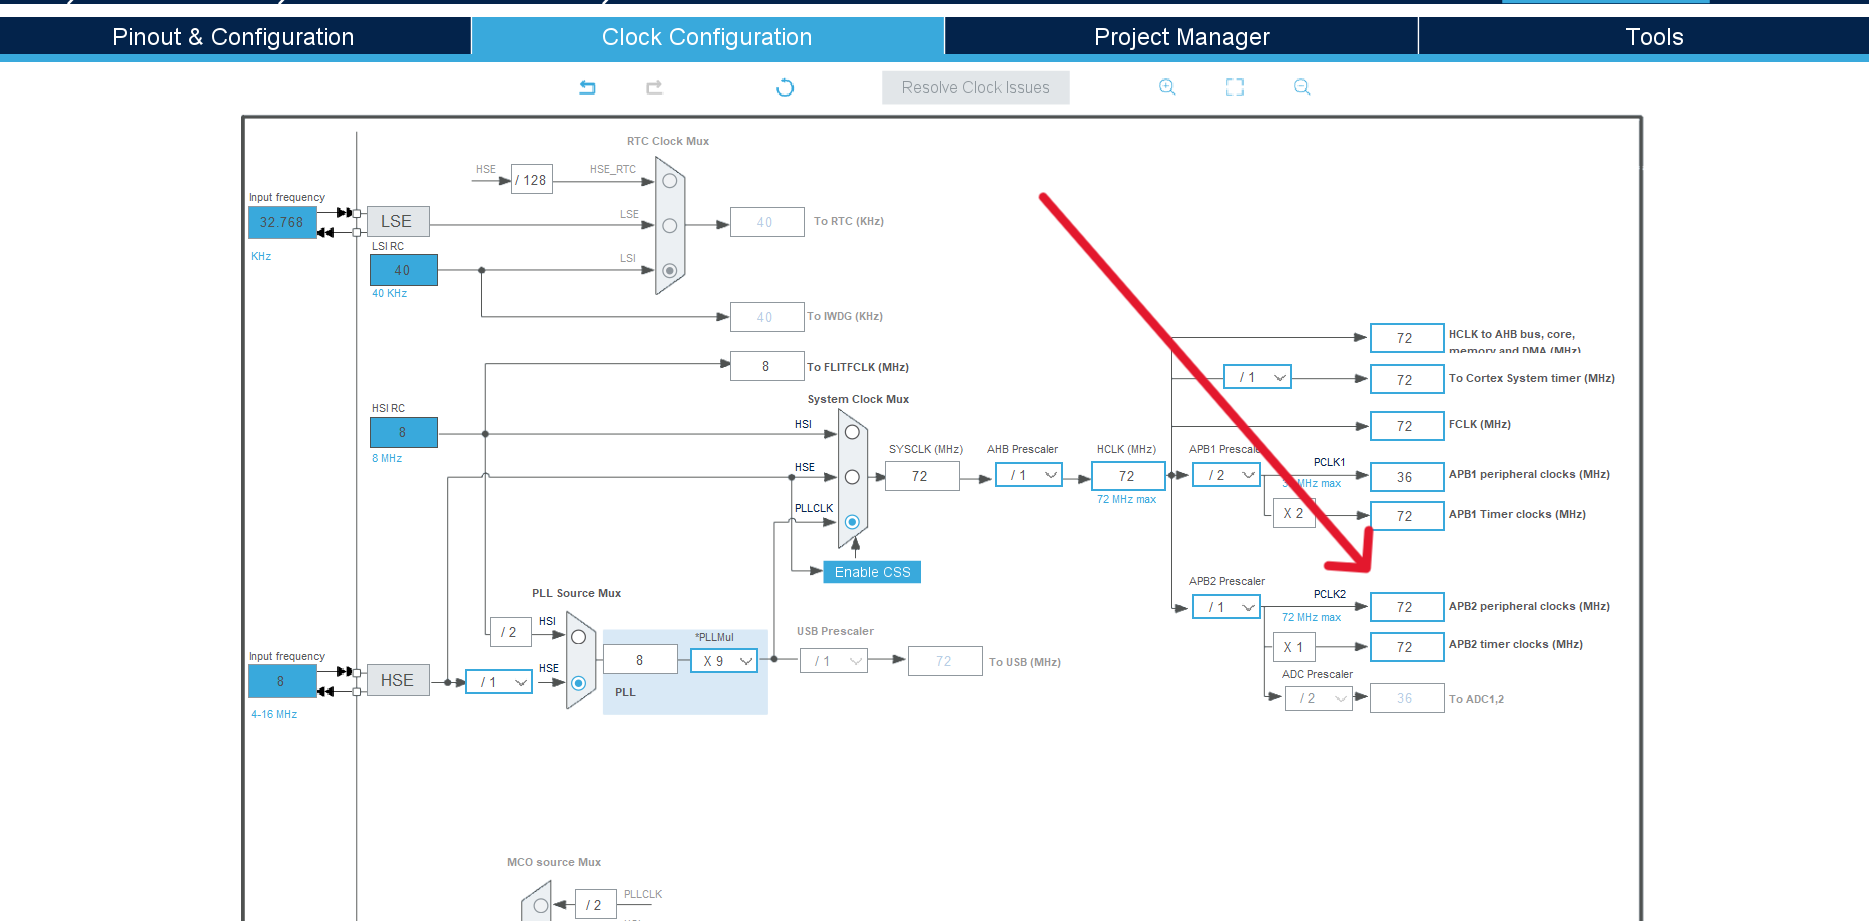 Pinout & Configuration
Clock Configuration
Project Manager
Tools
Resolve Clock Issues
RTC Clock Mux
HSE
/ 128
HSE_RTC
Input frequency
32.768
KHz
LSE
LSE
40
To RTC (KHz)
LSI RC
40
40 KHz
LSI
40
To IWDG (KHz)
8
To FLITFCLK (MHz)
HSI RC
8
8 MHz
System Clock Mux
HSI
HSE
PLLCLK
Enable CSS
SYSCLK (MHz)
72
AHB Prescaler
/ 1
HCLK (MHz)
72
72 MHz max
72
HCLK to AHB bus, core,
memory and DMA (MHz)
/ 1
72
To Cortex System timer (MHz)
72
FCLK (MHz)
APB1
/ 2
PCLK1
MHz max
36
APB1 peripheral clocks (MHz)
X 2
72
APB1 Timer clocks (MHz)
APB2 Prescaler
/ 1
PCLK2
72 MHz max
72
APB2 peripheral clocks (MHz)
X 1
72
APB2 timer clocks (MHz)
ADC Prescaler
/ 2
36
To ADC1,2
PLL Source Mux
/ 2
HSI
HSE
Input frequency
8
4-16 MHz
HSE
/ 1
8
*PLLMul
X 9
PLL
USB Prescaler
/ 1
72
To USB (MHz)
MCO source Mux
/ 2
PLLCLK